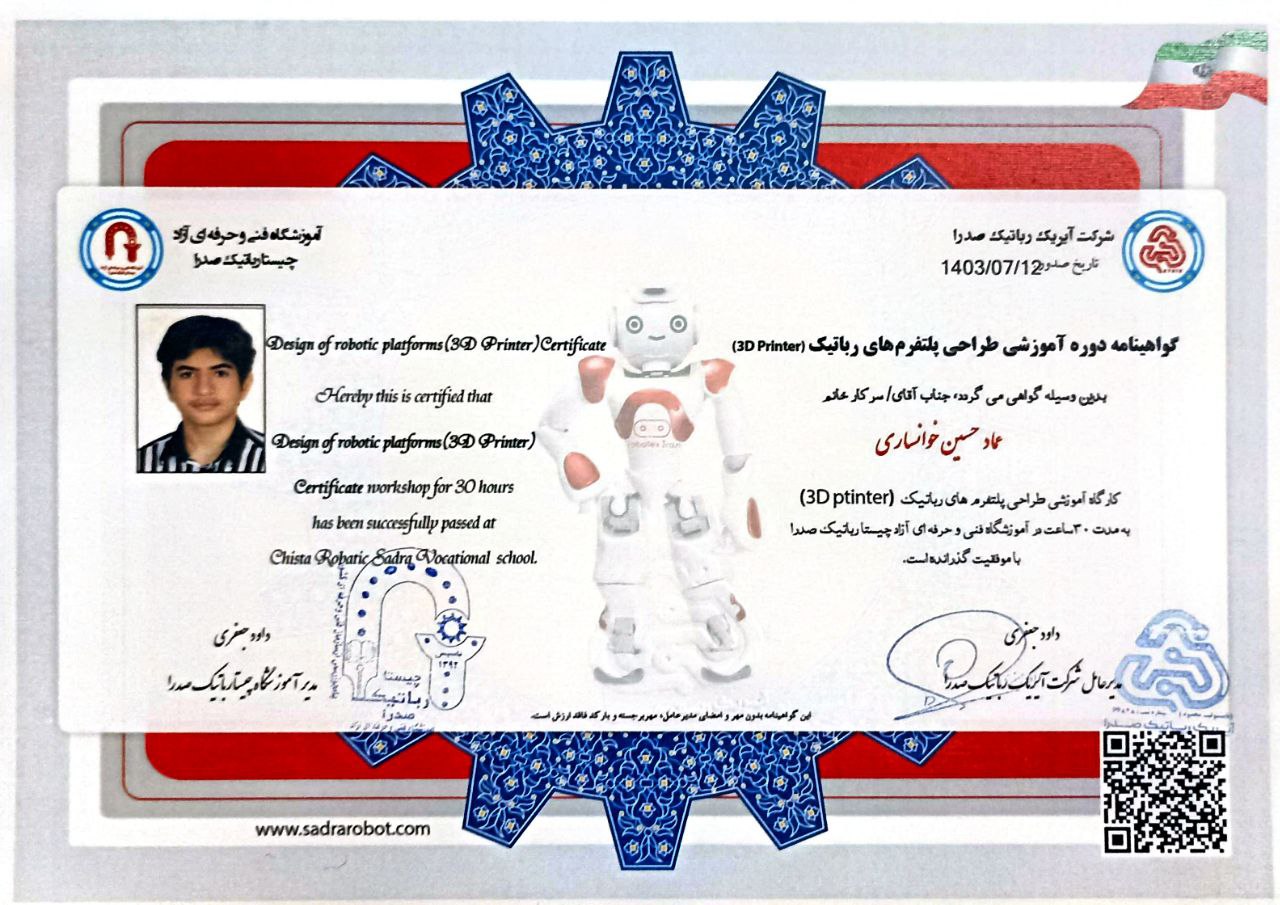 شرکت آیریک رباتیک صدرا
تاریخ صدور 1403/07/12
آموزشگاه فنی و حرفه ای آزاد
چیستا رباتیک صدرا
گواهینامه دوره آموزشی طراحی پلتفرم های رباتیک (3D Printer)
بدین وسیله گواهی می گردد، جناب آقای/ سرکار خانم
عماد حسین خوانساری
کارگاه آموزشی طراحی پلتفرم های رباتیک (3D ptinter)
به مدت ۳۰ ساعت در آموزشگاه فنی و حرفه ای آزاد چیستا رباتیک صدرا
با موفقیت گذرانده است.
Design of robotic platforms (3D Printer) Certificate
Hereby this is certified that
Design of robotic platforms (3D Printer)
Certificate workshop for 30 hours
has been successfully passed at
Chista Robatic Sadra Vocational school.
داود جعفری
مدیرعامل شرکت آیریک رباتیک صدرا
داود جعفری
مدیر آموزشگاه چیستا رباتیک صدرا
تاسیس
۱۳۹۲
چیستا
رباتیک
صدرا
این گواهینامه بدون مهر و امضای مدیر عامل، مهر برجسته و بارکد فاقد ارزش است.
www.sadrarobot.com